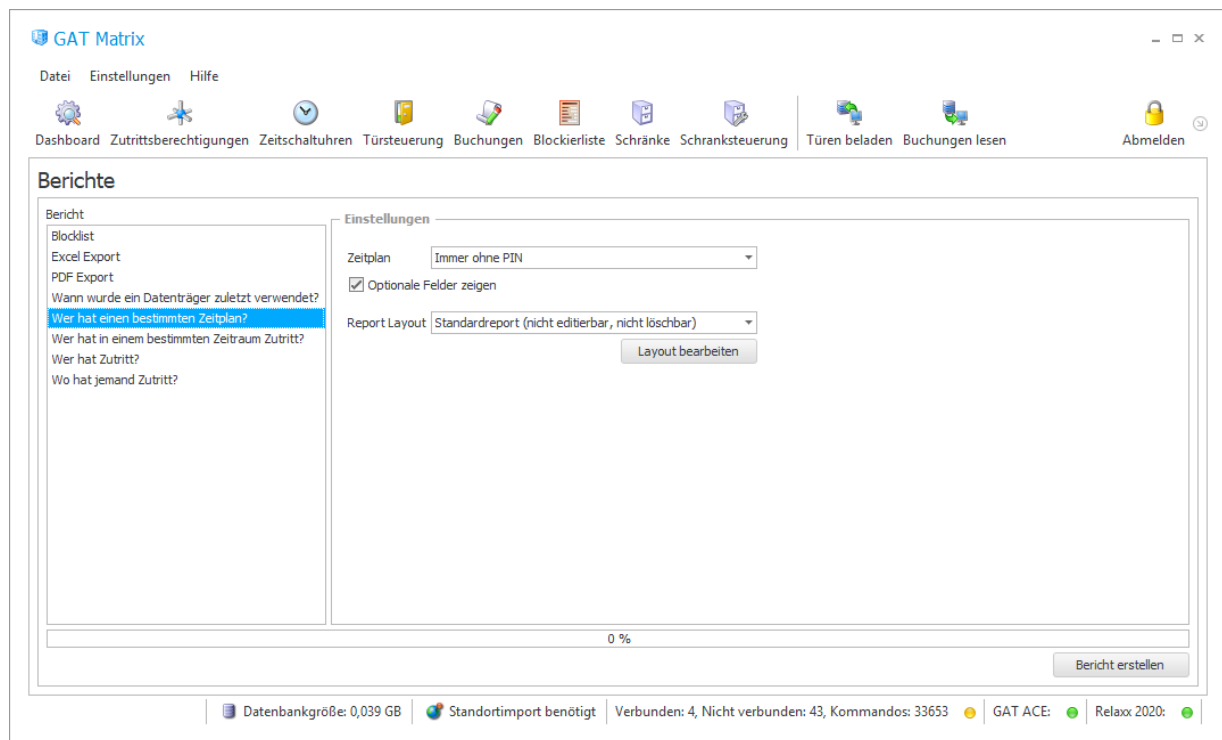 GAT Matrix
Datei Einstellungen Hilfe
Dashboard Zutrittsberechtigungen Zeitschaltuhren Türsteuerung Buchungen Blockierliste Schränke Schranksteuerung Türen beladen Buchungen lesen Abmelden
Berichte
Bericht
Blocklist
Excel Export
PDF Export
Wann wurde ein Datenträger zuletzt verwendet?
Wer hat einen bestimmten Zeitplan?
Wer hat in einem bestimmten Zeitraum Zutritt?
Wer hat Zutritt?
Wo hat jemand Zutritt?
Einstellungen
Zeitplan Immer ohne PIN
Optionale Felder zeigen
Report Layout Standardreport (nicht editierbar, nicht löschbar)
Layout bearbeiten
0 %
Bericht erstellen
Datenbankgröße: 0,039 GB Standortimport benötigt Verbunden: 4, Nicht verbunden: 43, Kommandos: 33653 GAT ACE: Relaxx 2020: